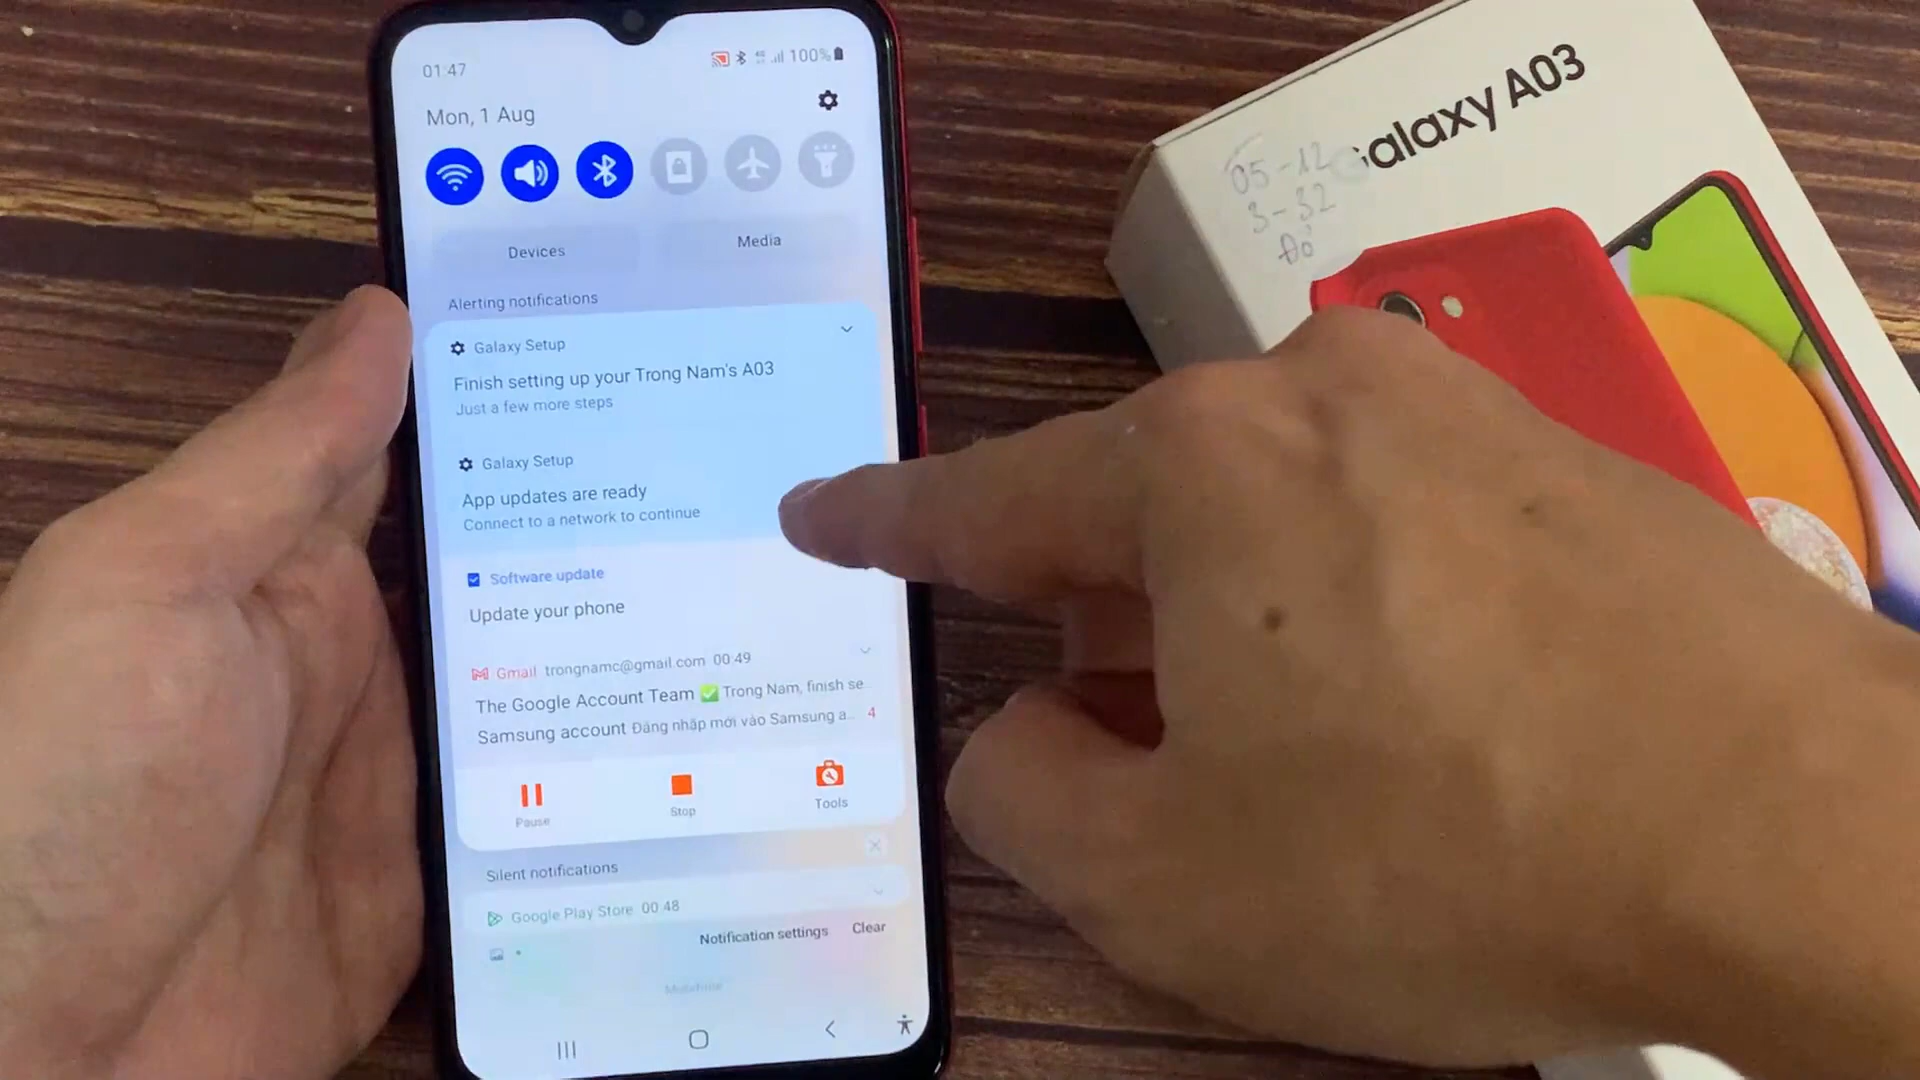 01:47
100%
Mon, 1 Aug
Devices
Media
Alerting notifications
Galaxy Setup
Finish setting up your Trong Nam's A03
Just a few more steps
Galaxy Setup
App updates are ready
Connect to a network to continue
Software update
Update your phone
Gmail trongnamc@gmail.com 00:49
The Google Account Team ✅ Trong Nam, finish se
Samsung account Đăng nhập mới vào Samsung a.. 4
Pause
Stop
Tools
Silent notifications
Google Play Store 00:48
Notification settings
Clear
Mobifone
Galaxy A03
05-12
3-32
Đỏ